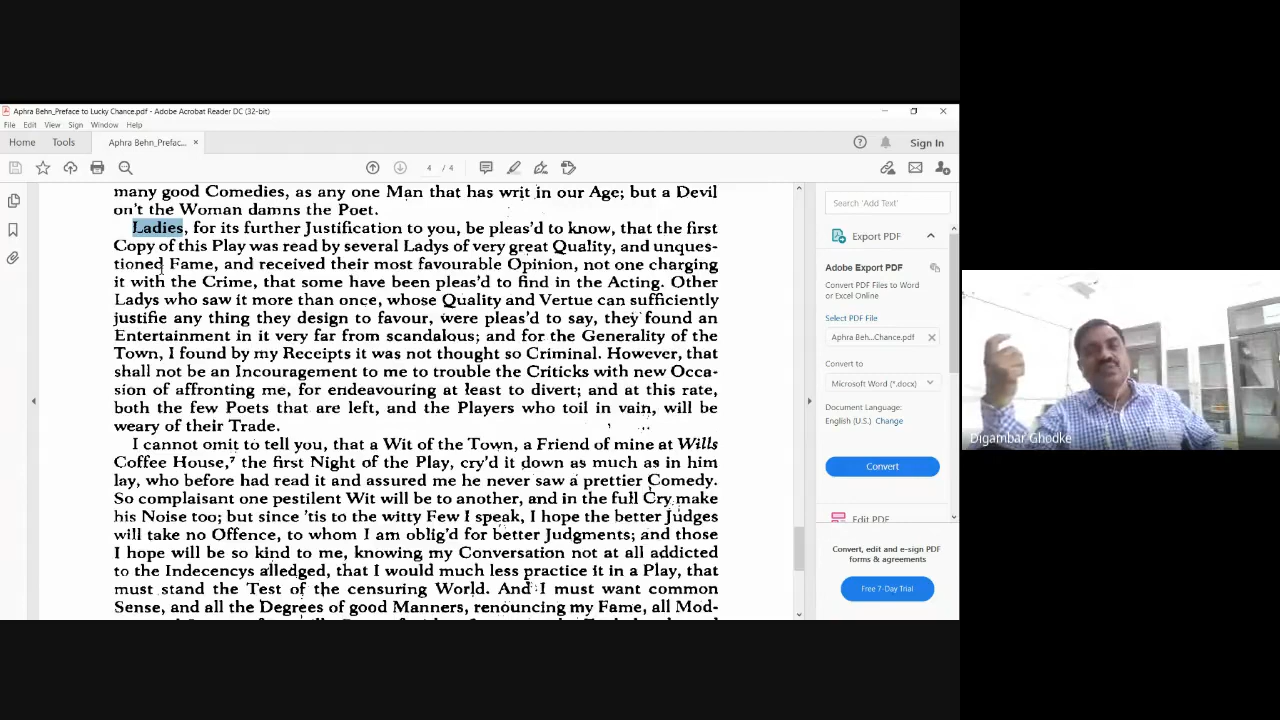 Aphra Behn_Preface to Lucky Chance.pdf - Adobe Acrobat Reader DC (32-bit)
File Edit View Sign Window Help
Home Tools Aphra Behn_Prefac... × Sign In
4 / 4
many good Comedies, as any one Man that has writ in our Age; but a Devil
on't the Woman damns the Poet.
Ladies, for its further Justification to you, be pleas'd to know, that the first
Copy of this Play was read by several Ladys of very great Quality, and unques-
tioned Fame, and received their most favourable Opinion, not one charging
it with the Crime, that some have been pleas'd to find in the Acting. Other
Ladys who saw it more than once, whose Quality and Vertue can sufficiently
justifie any thing they design to favour, were pleas'd to say, they found an
Entertainment in it very far from scandalous; and for the Generality of the
Town, I found by my Receipts it was not thought so Criminal. However, that
shall not be an Incouragement to me to trouble the Criticks with new Occa-
sion of affronting me, for endeavouring at least to divert; and at this rate,
both the few Poets that are left, and the Players who toil in vain, will be
weary of their Trade.
I cannot omit to tell you, that a Wit of the Town, a Friend of mine at Wills
Coffee House,⁷ the first Night of the Play, cry'd it down as much as in him
lay, who before had read it and assured me he never saw a prettier Comedy.
So complaisant one pestilent Wit will be to another, and in the full Cry make
his Noise too; but since 'tis to the witty Few I speak, I hope the better Judges
will take no Offence, to whom I am oblig'd for better Judgments; and those
I hope will be so kind to me, knowing my Conversation not at all addicted
to the Indecencys alledged, that I would much less practice it in a Play, that
must stand the Test of the censuring World. And I must want common
Sense, and all the Degrees of good Manners, renouncing my Fame, all Mod-
Search 'Add Text'
Export PDF
Adobe Export PDF
Convert PDF Files to Word
or Excel Online
Select PDF File
Aphra Beh...Chance.pdf
Convert to
Microsoft Word (*.docx)
Document Language:
English (U.S.) Change
Convert
Edit PDF
Convert, edit and e-sign PDF
forms & agreements
Free 7-Day Trial
Digambar Ghodke